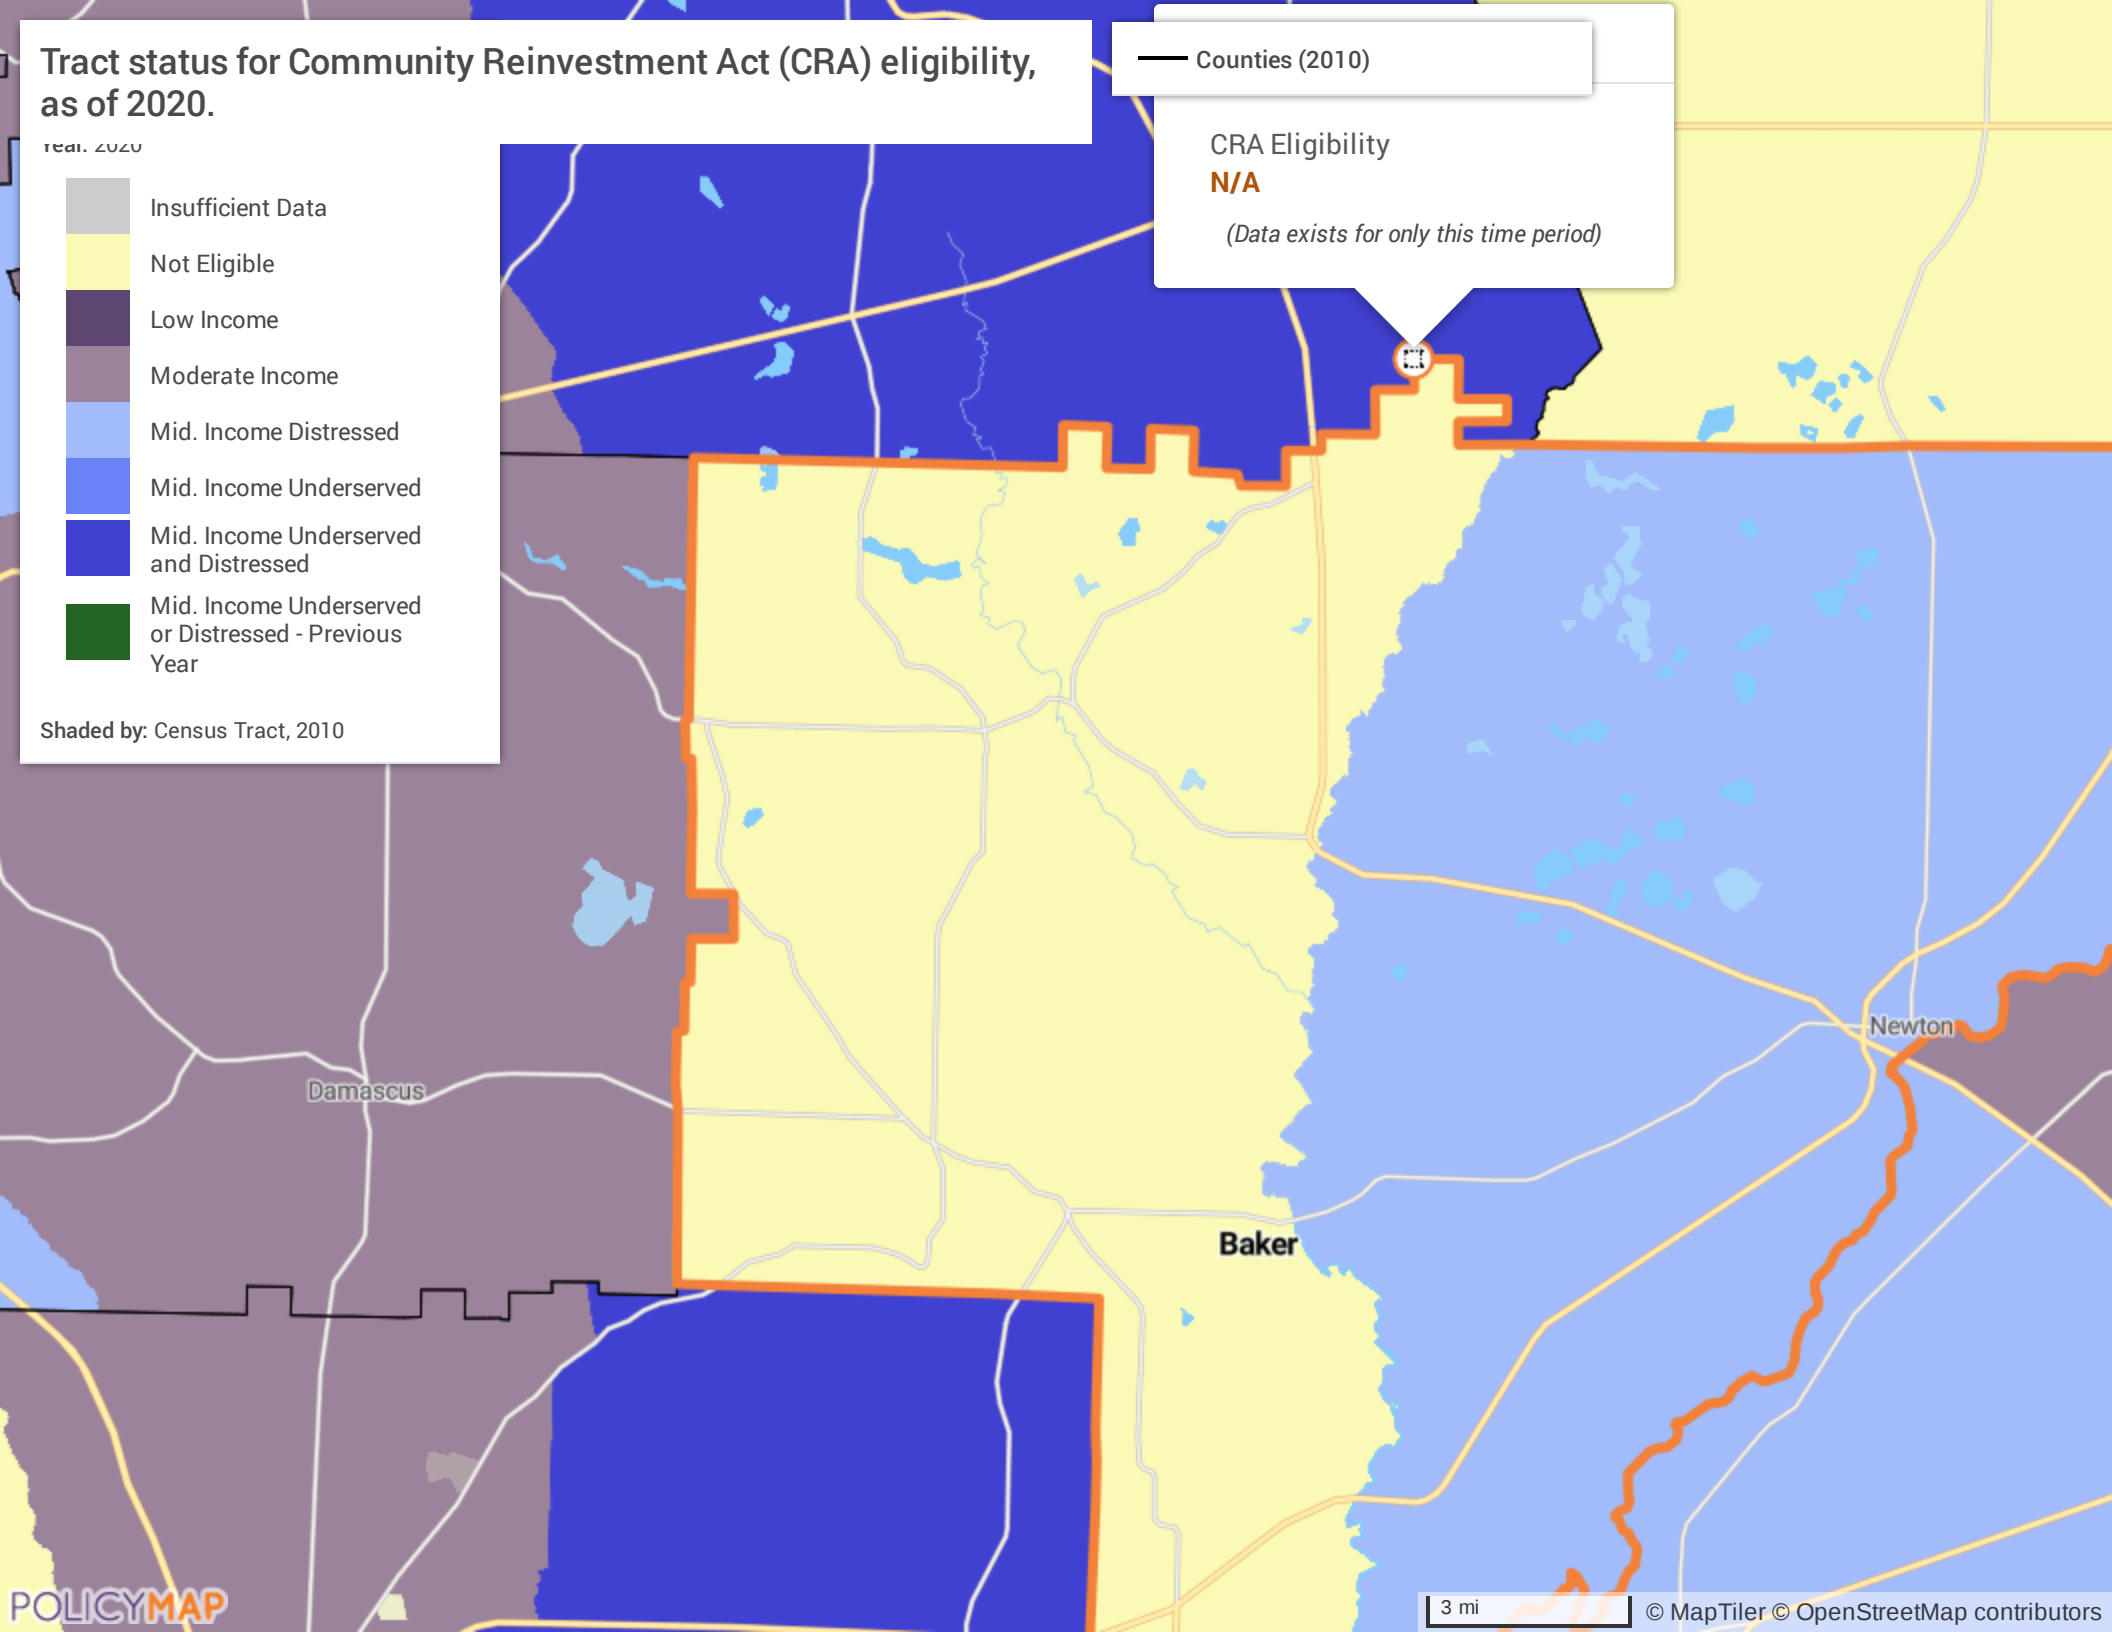 Tract status for Community Reinvestment Act (CRA) eligibility,
as of 2020.
Year: 2020
Insufficient Data
Not Eligible
Low Income
Moderate Income
Mid. Income Distressed
Mid. Income Underserved
Mid. Income Underserved
and Distressed
Mid. Income Underserved
or Distressed - Previous
Year
Shaded by: Census Tract, 2010
Counties (2010)
CRA Eligibility
N/A
(Data exists for only this time period)
Newton
Damascus
Baker
POLICYMAP
3 mi
© MapTiler © OpenStreetMap contributors